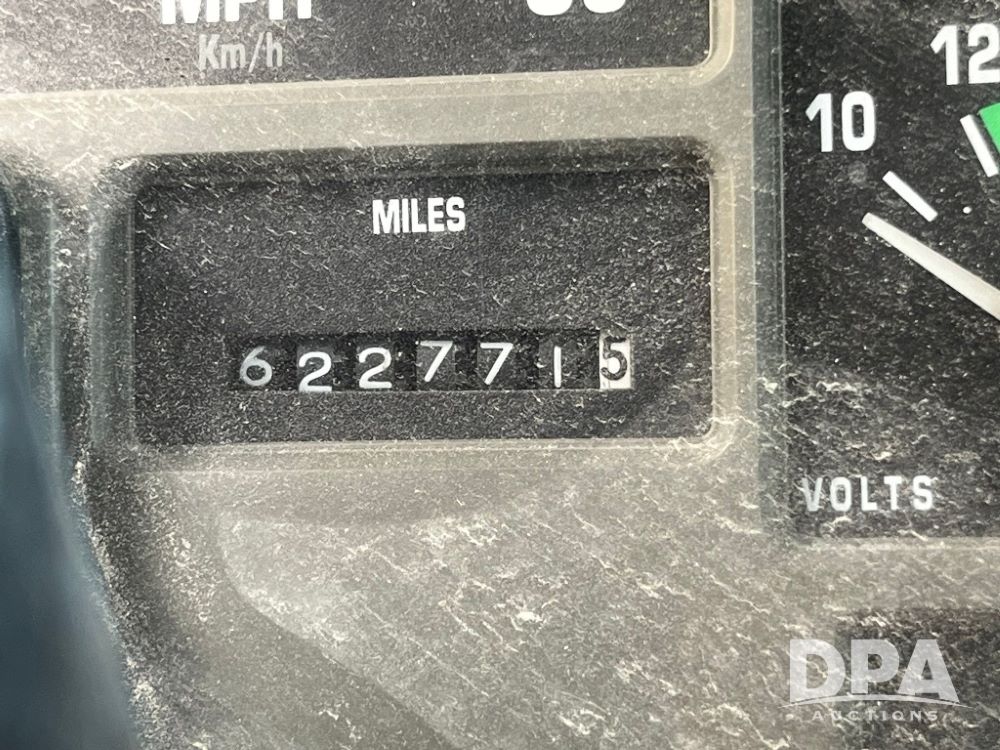 MPH
Km/h
10
12
MILES
6227715
VOLTS
DPA
AUCTIONS